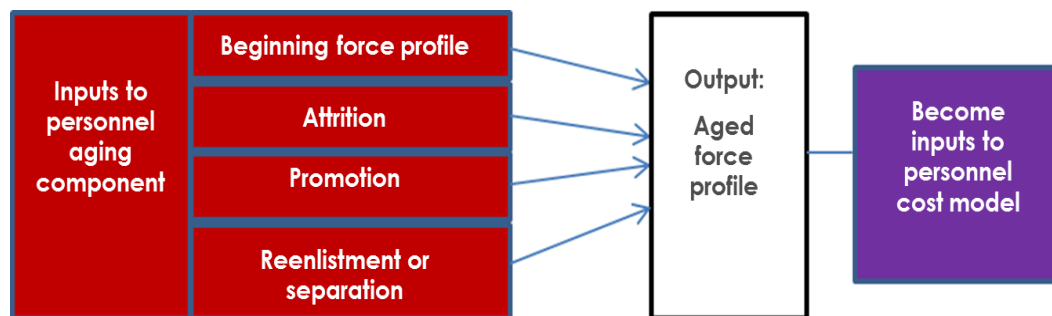 Inputs to
personnel
aging
component
Beginning force profile
Attrition
Promotion
Reenlistment or
separation
Output:
Aged
force
profile
Become
inputs to
personnel
cost model